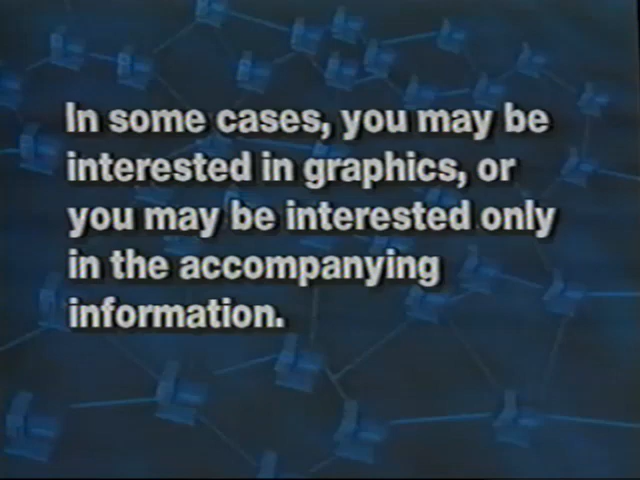 In some cases, you may be
interested in graphics, or
you may be interested only
in the accompanying
information.